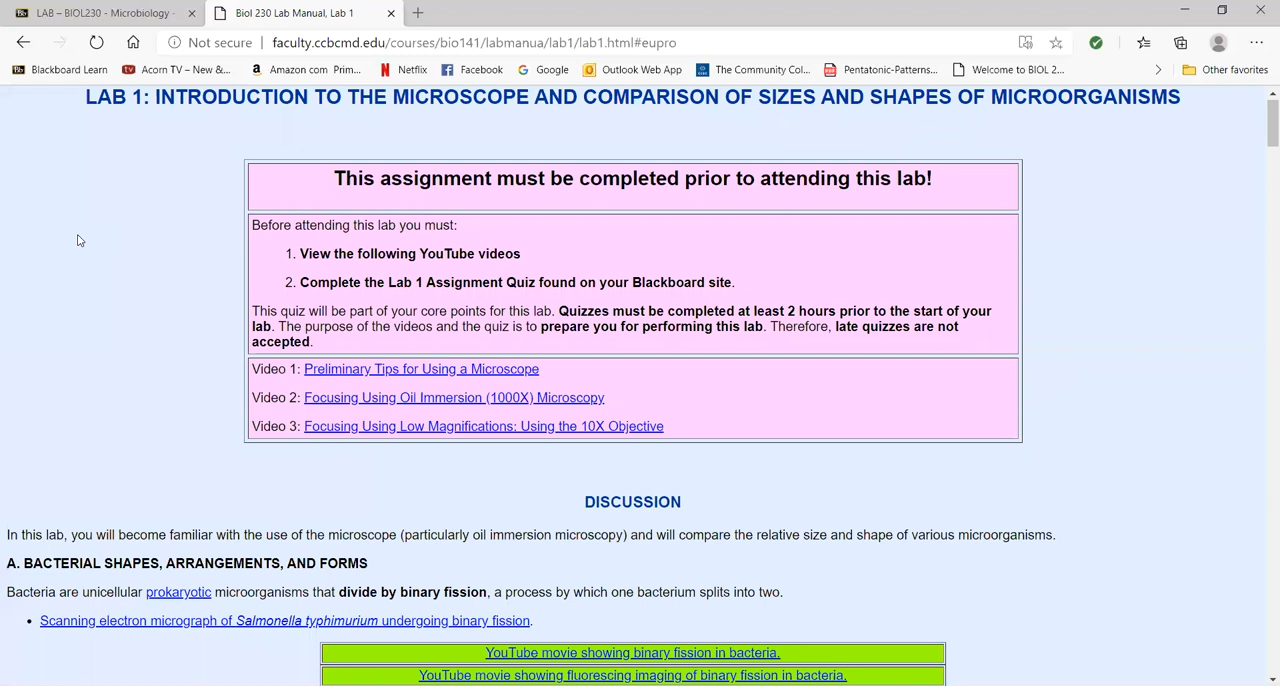 LAB – BIOL230 - Microbiology -
Biol 230 Lab Manual, Lab 1
Not secure | faculty.ccbcmd.edu/courses/bio141/labmanua/lab1/lab1.html#eupro
Bb Blackboard Learn Acorn TV – New &... Amazon com Prim... Netflix Facebook Google Outlook Web App The Community Col... Pentatonic-Patterns... Welcome to BIOL 2... Other favorites
LAB 1: INTRODUCTION TO THE MICROSCOPE AND COMPARISON OF SIZES AND SHAPES OF MICROORGANISMS
This assignment must be completed prior to attending this lab!
Before attending this lab you must:
1. View the following YouTube videos
2. Complete the Lab 1 Assignment Quiz found on your Blackboard site.
This quiz will be part of your core points for this lab. Quizzes must be completed at least 2 hours prior to the start of your
lab. The purpose of the videos and the quiz is to prepare you for performing this lab. Therefore, late quizzes are not
accepted.
Video 1: Preliminary Tips for Using a Microscope
Video 2: Focusing Using Oil Immersion (1000X) Microscopy
Video 3: Focusing Using Low Magnifications: Using the 10X Objective
DISCUSSION
In this lab, you will become familiar with the use of the microscope (particularly oil immersion microscopy) and will compare the relative size and shape of various microorganisms.
A. BACTERIAL SHAPES, ARRANGEMENTS, AND FORMS
Bacteria are unicellular prokaryotic microorganisms that divide by binary fission, a process by which one bacterium splits into two.
• Scanning electron micrograph of Salmonella typhimurium undergoing binary fission.
YouTube movie showing binary fission in bacteria.
YouTube movie showing fluorescing imaging of binary fission in bacteria.